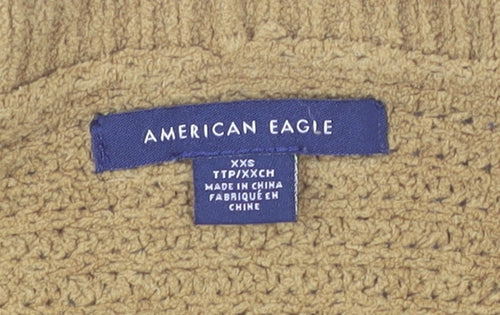 AMERICAN EAGLE
XXS
TTP/XXCH
MADE IN CHINA
FABRIQUÉ EN
CHINE